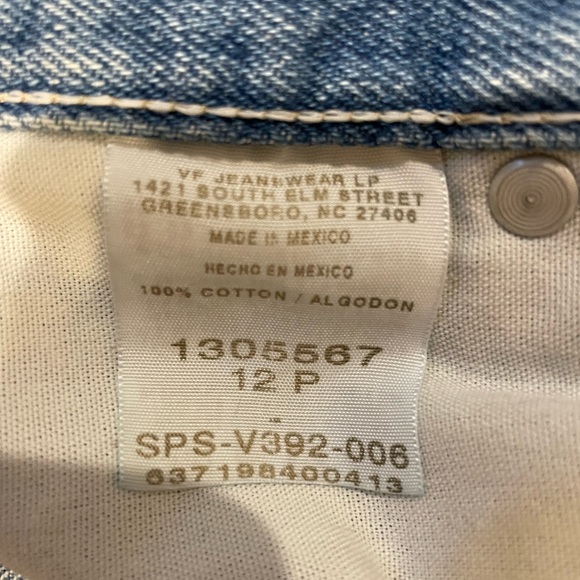 VF JEANSWEAR LP
1421 SOUTH ELM STREET
GREENSBORO, NC 27406
MADE IN MEXICO
HECHO EN MEXICO
100% COTTON / ALGODON
1305567
12 P
SPS-V392-006
637198400413